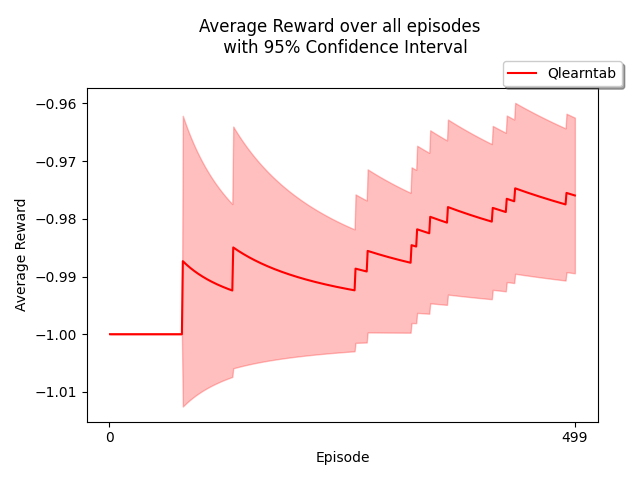 Average Reward over all episodes
with 95% Confidence Interval
Qlearntab
−0.96
−0.97
−0.98
−0.99
−1.00
−1.01
Average Reward
0
499
Episode